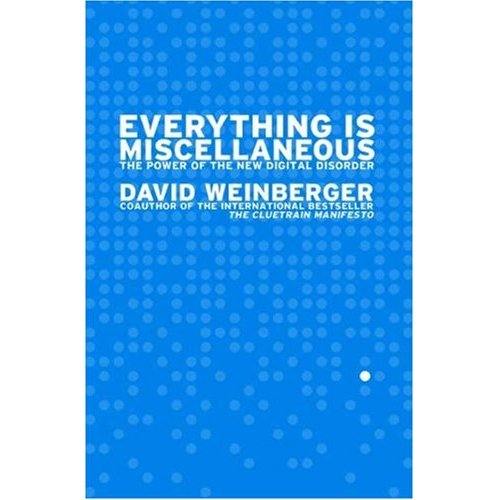 EVERYTHING IS
MISCELLANEOUS
THE POWER OF THE NEW DIGITAL DISORDER
DAVID WEINBERGER
COAUTHOR OF THE INTERNATIONAL BESTSELLER
THE CLUETRAIN MANIFESTO